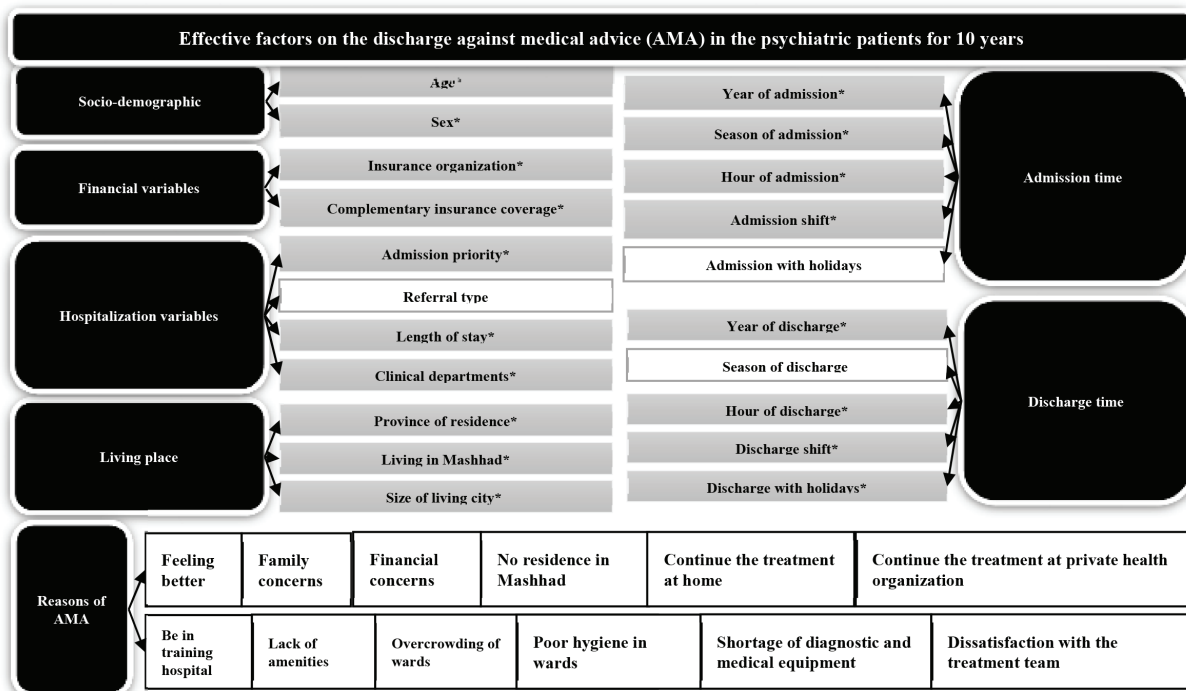 Effective factors on the discharge against medical advice (AMA) in the psychiatric patients for 10 years
Socio-demographic
Age*
Sex*
Financial variables
Insurance organization*
Complementary insurance coverage*
Hospitalization variables
Admission priority*
Referral type
Length of stay*
Clinical departments*
Living place
Province of residence*
Living in Mashhad*
Size of living city*
Year of admission*
Season of admission*
Hour of admission*
Admission shift*
Admission with holidays
Admission time
Year of discharge*
Season of discharge
Hour of discharge*
Discharge shift*
Discharge with holidays*
Discharge time
Reasons of
AMA
Feeling
better
Family
concerns
Financial
concerns
No residence in
Mashhad
Continue the treatment
at home
Continue the treatment at private health
organization
Be in
training
hospital
Lack of
amenities
Overcrowding of
wards
Poor hygiene in
wards
Shortage of diagnostic and
medical equipment
Dissatisfaction with the
treatment team